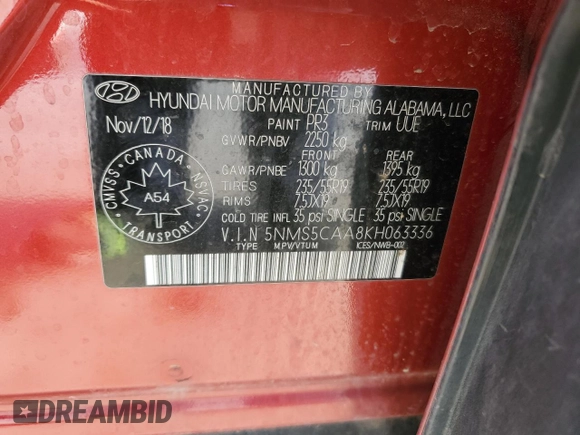 MANUFACTURED BY
HYUNDAI MOTOR MANUFACTURING ALABAMA, LLC
Nov/12/18 PAINT PR3 TRIM UUE
GVWR/PNBV 2250 kg
FRONT REAR
GAWR/PNBE 1300 kg 1395 kg
TIRES 235/55R19 235/55R19
RIMS 7.5JX19 7.5JX19
COLD TIRE INFL 35 psi SINGLE 35 psi SINGLE
V.I.N 5NMS5CAA8KH063336
TYPE M.PV/VTUM ICES/NWB-002
CMVSS · CANADA · NSVAC
A54
TRANSPORT
DREAMBID